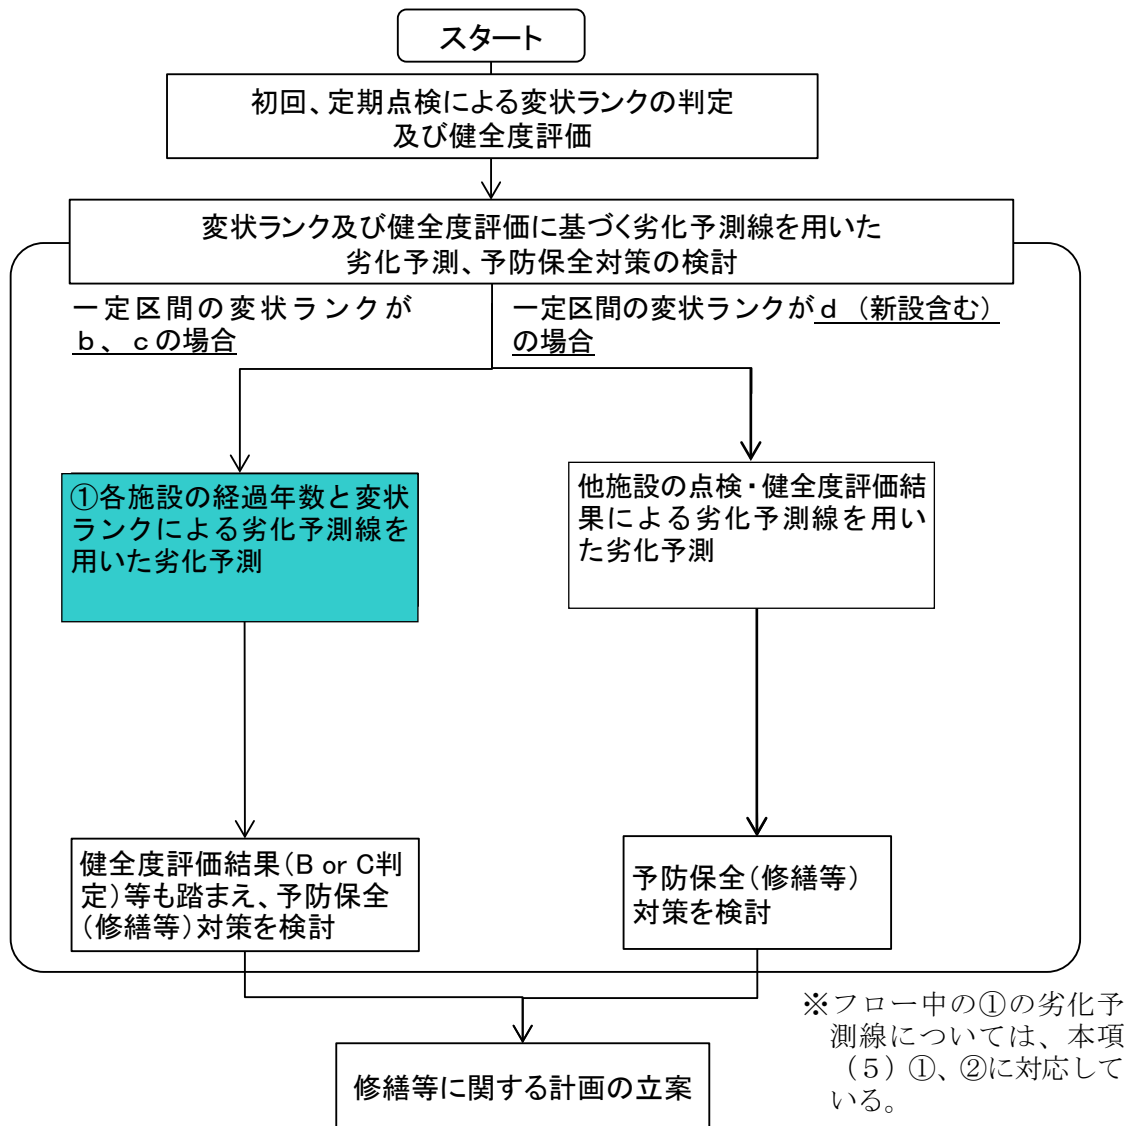 スタート
初回、定期点検による変状ランクの判定
及び健全度評価
変状ランク及び健全度評価に基づく劣化予測線を用いた
劣化予測、予防保全対策の検討
一定区間の変状ランクが
b、cの場合
一定区間の変状ランクがd（新設含む）
の場合
①各施設の経過年数と変状
ランクによる劣化予測線を
用いた劣化予測
他施設の点検・健全度評価結
果による劣化予測線を用い
た劣化予測
健全度評価結果（B or C判
定）等も踏まえ、予防保全
（修繕等）対策を検討
予防保全（修繕等）
対策を検討
修繕等に関する計画の立案
※フロー中の①の劣化予
測線については、本項
（5）①、②に対応して
いる。